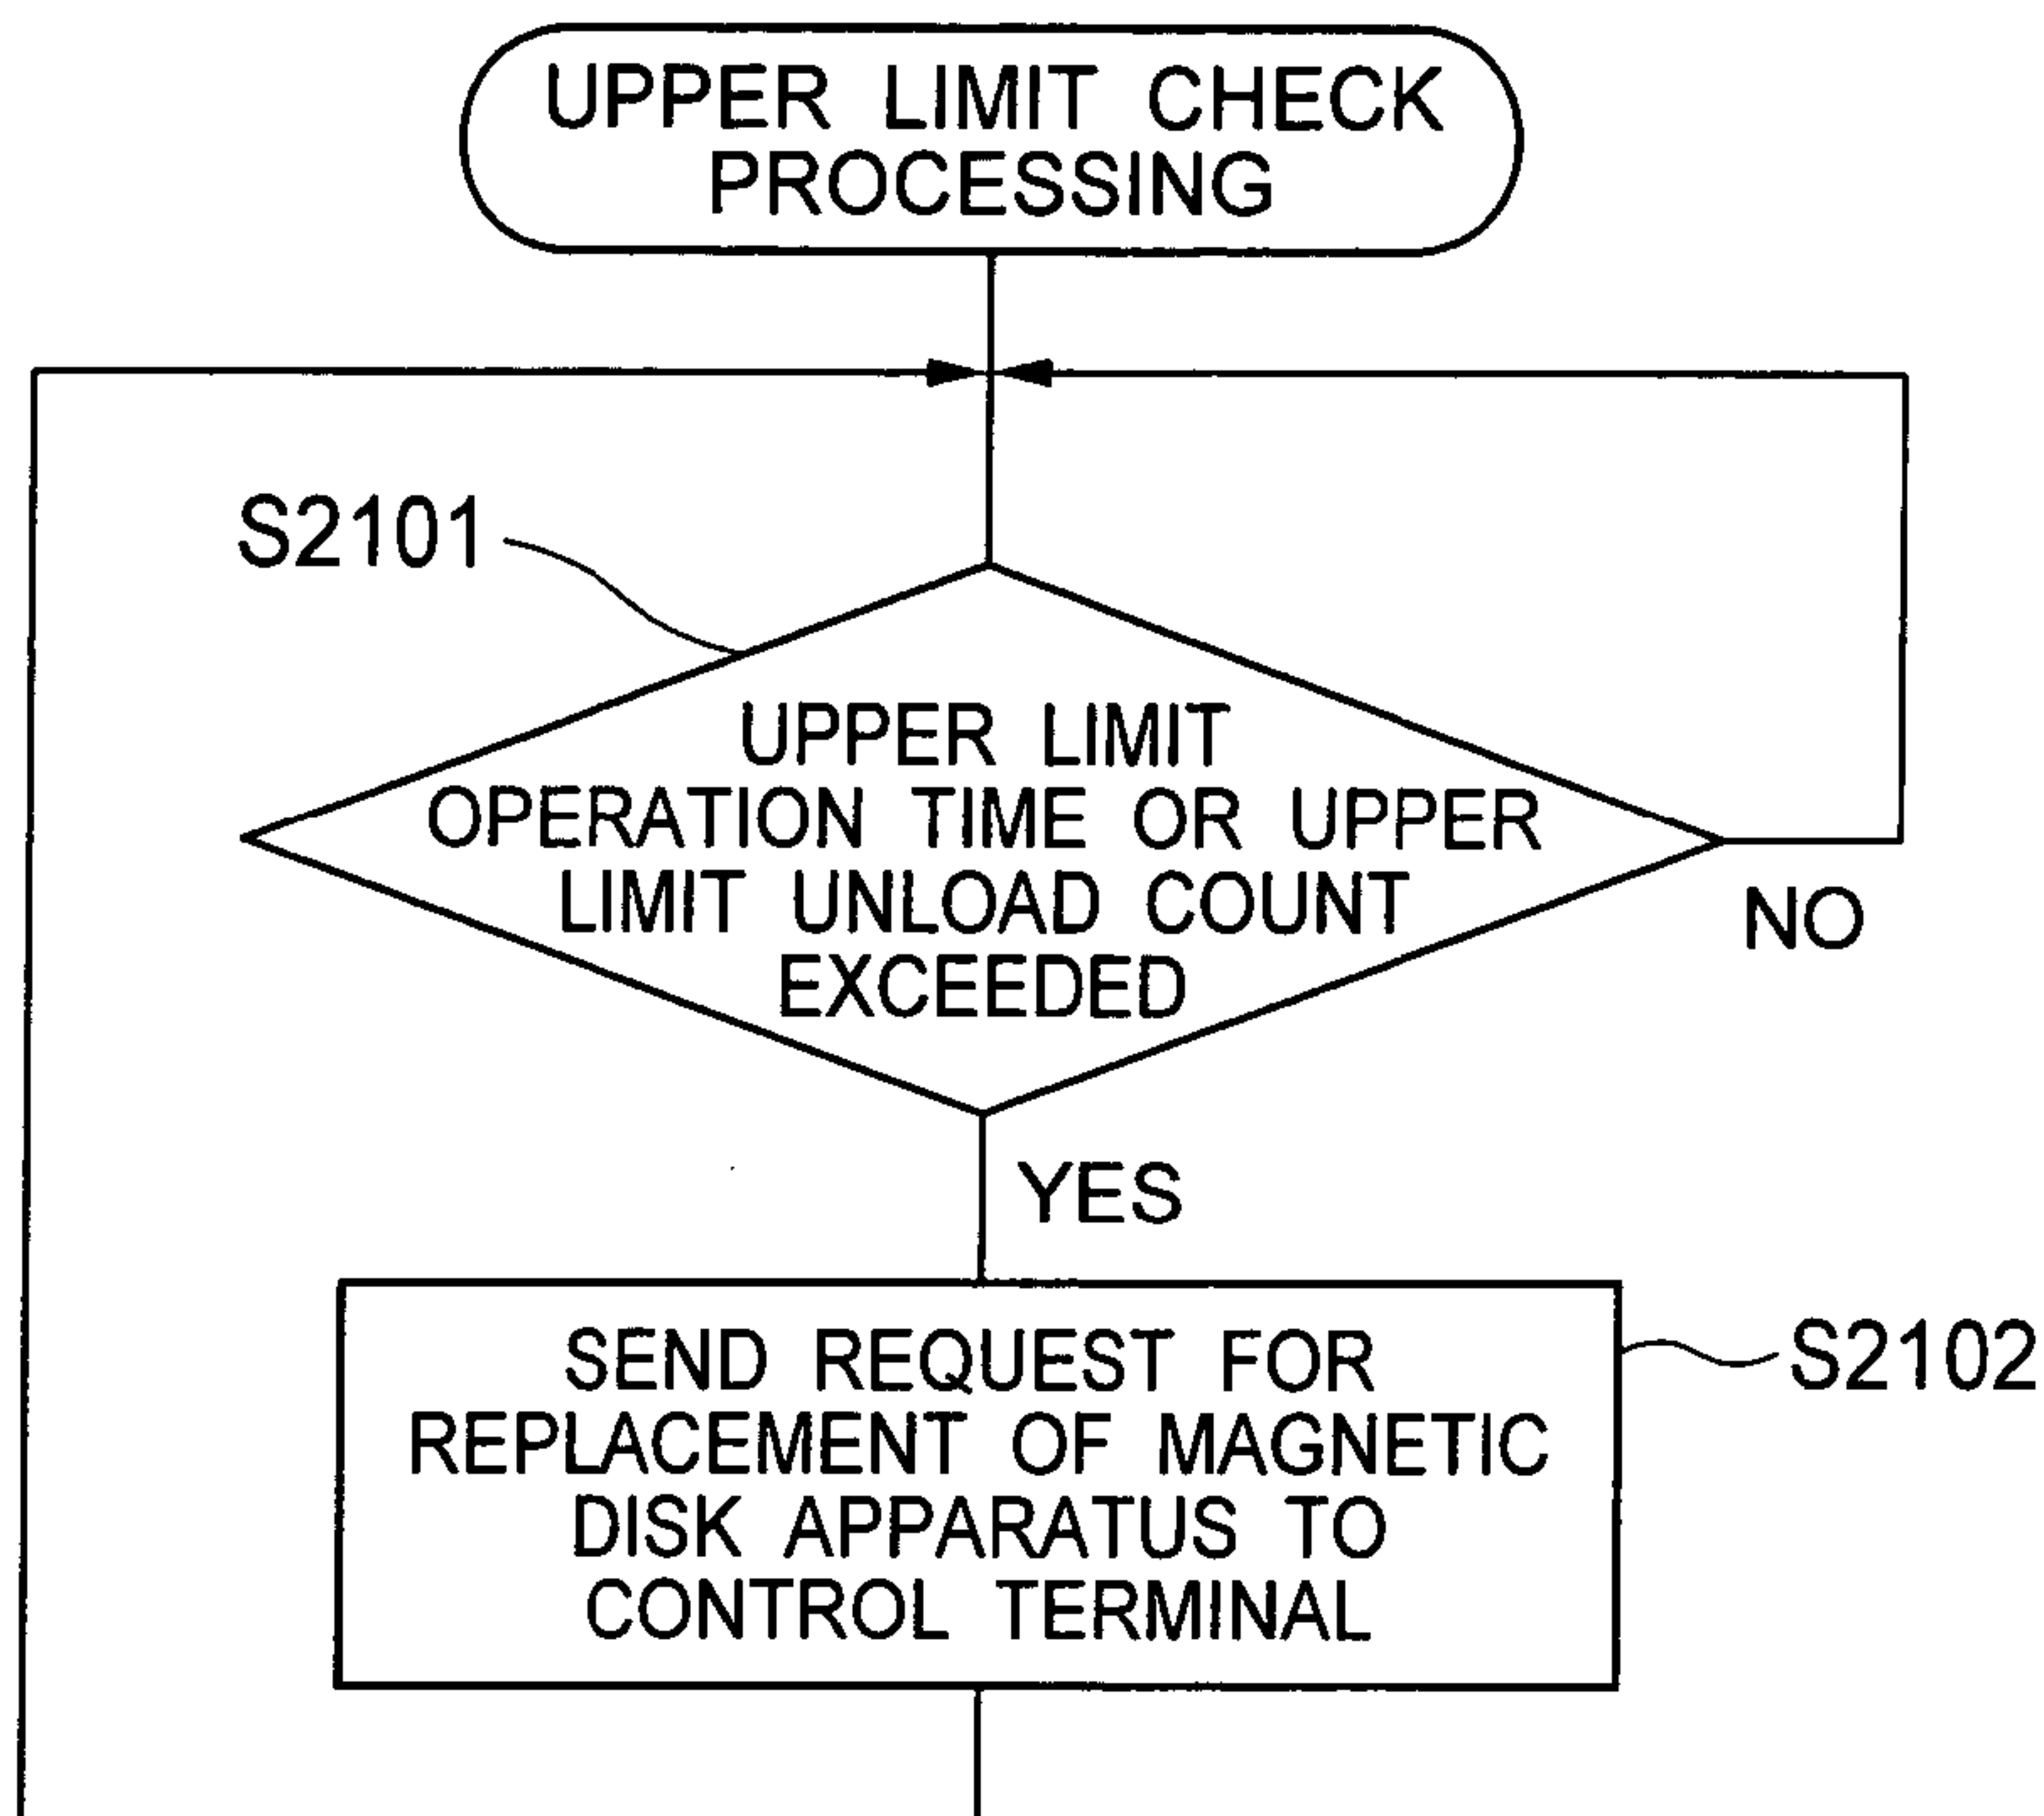 UPPER LIMIT CHECK
PROCESSING
S2101
UPPER LIMIT
OPERATION TIME OR UPPER
LIMIT UNLOAD COUNT
EXCEEDED
NO
YES
SEND REQUEST FOR
REPLACEMENT OF MAGNETIC
DISK APPARATUS TO
CONTROL TERMINAL
S2102